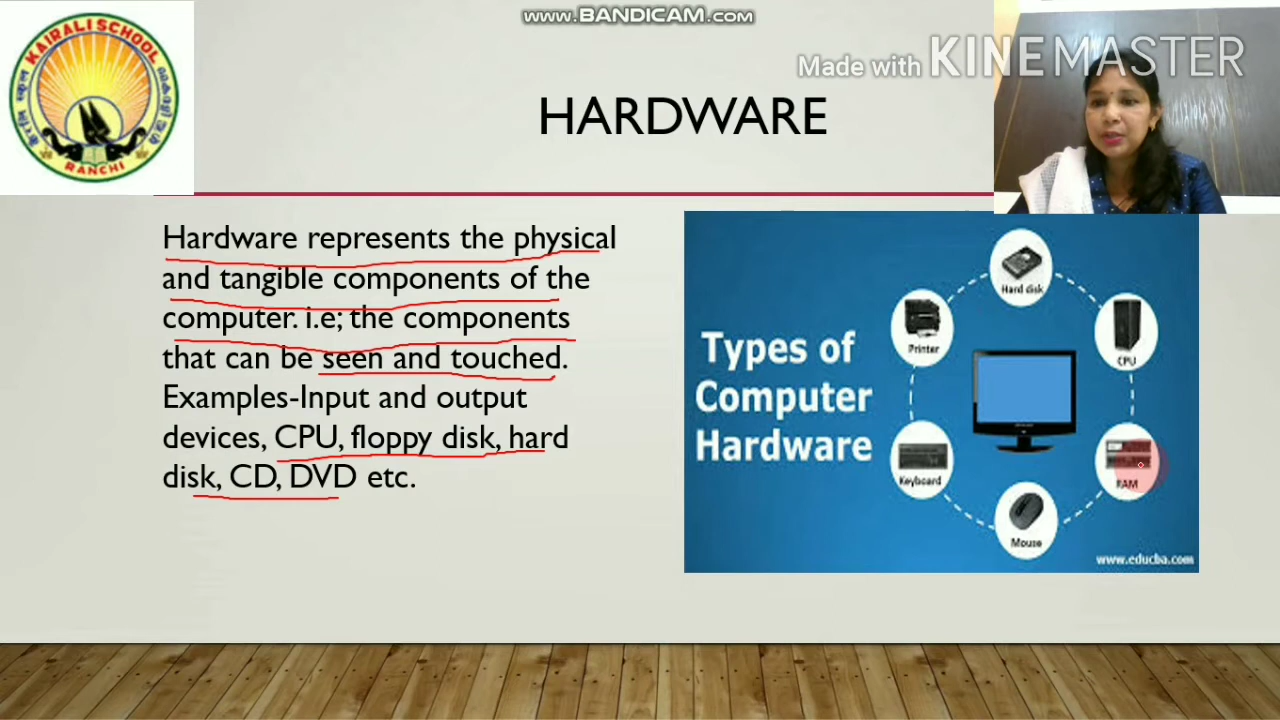 www.BANDICAM.com
Made with KINEMASTER
KAIRALI SCHOOL
RANCHI
HARDWARE
Hardware represents the physical
and tangible components of the
computer. i.e; the components
that can be seen and touched.
Examples-Input and output
devices, CPU, floppy disk, hard
disk, CD, DVD etc.
Types of
Computer
Hardware
Hard disk
Printer
CPU
Keyboard
RAM
Mouse
www.educba.com